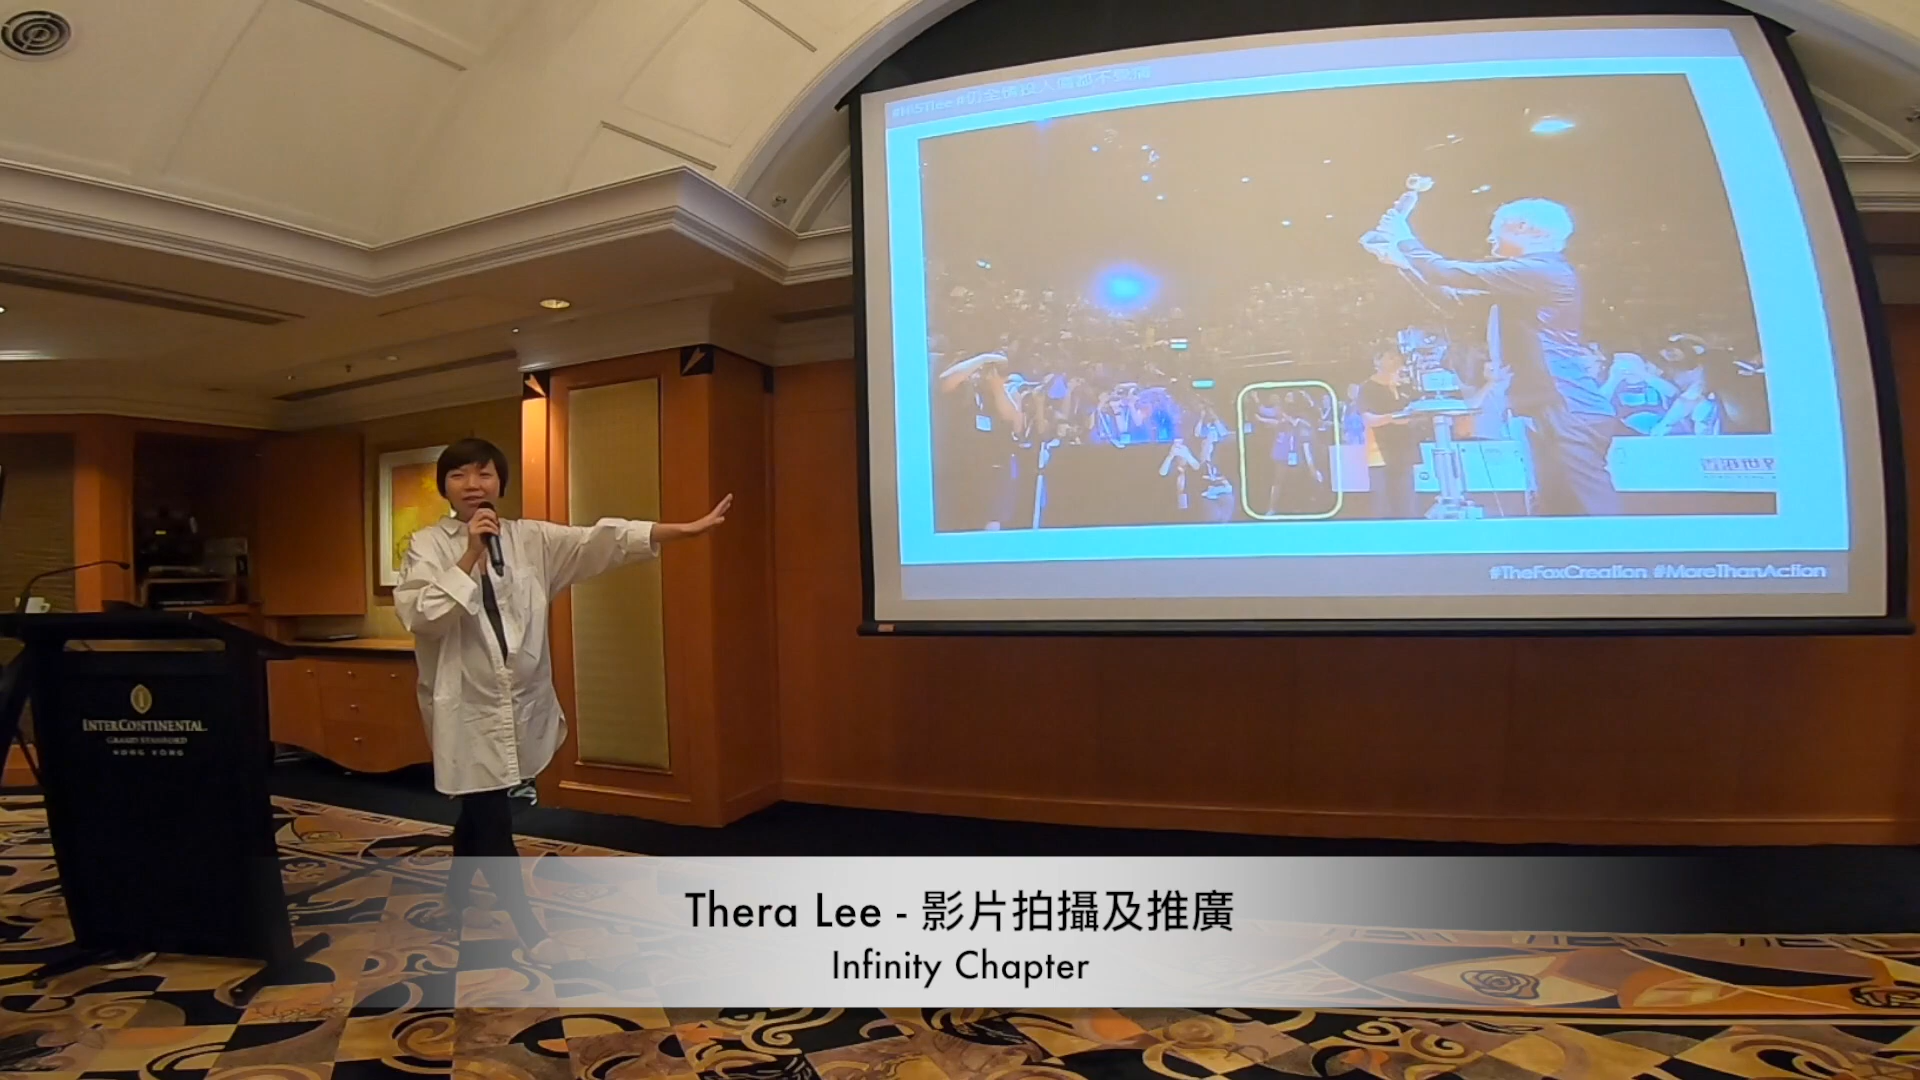 #TheFoxCreation #MoreThanAction
INTERCONTINENTAL
GRAND STANFORD
HONG KONG
Thera Lee - 影片拍攝及推廣
Infinity Chapter